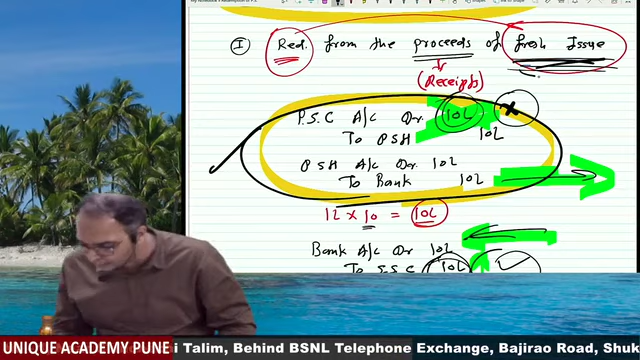 I Red. from the proceeds of fresh Issue
(Receipts)
P.S.C A/c Dr. 10L
To PSH 10L
PSH A/c Dr. 10L
To Bank 10L
12 × 10 = 10L
Bank A/c Dr 10L
To E.S.C 10L
UNIQUE ACADEMY PUNE i Talim, Behind BSNL Telephone Exchange, Bajirao Road, Shuk